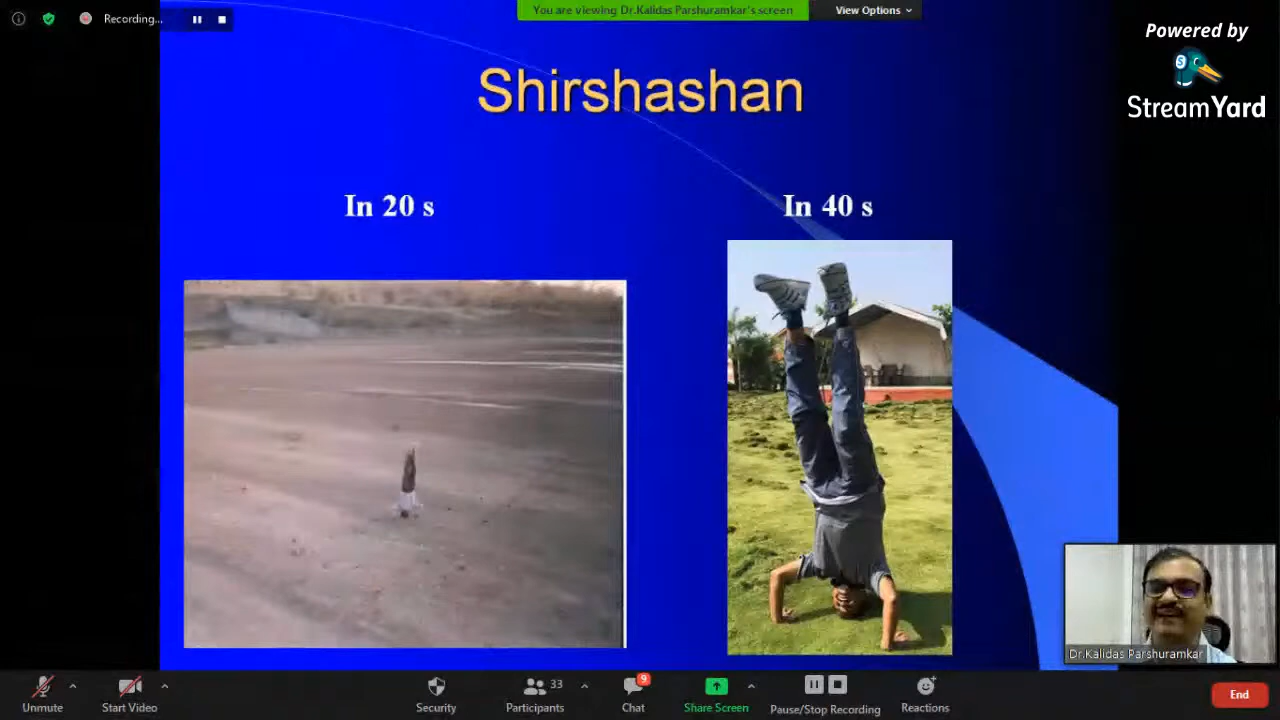 Recording...
You are viewing Dr.Kalidas Parshuramkar's screen
View Options
Powered by
StreamYard
Shirshashan
In 20 s
In 40 s
Dr.Kalidas Parshuramkar
Unmute
Start Video
Security
Participants
33
Chat
9
Share Screen
Pause/Stop Recording
Reactions
End